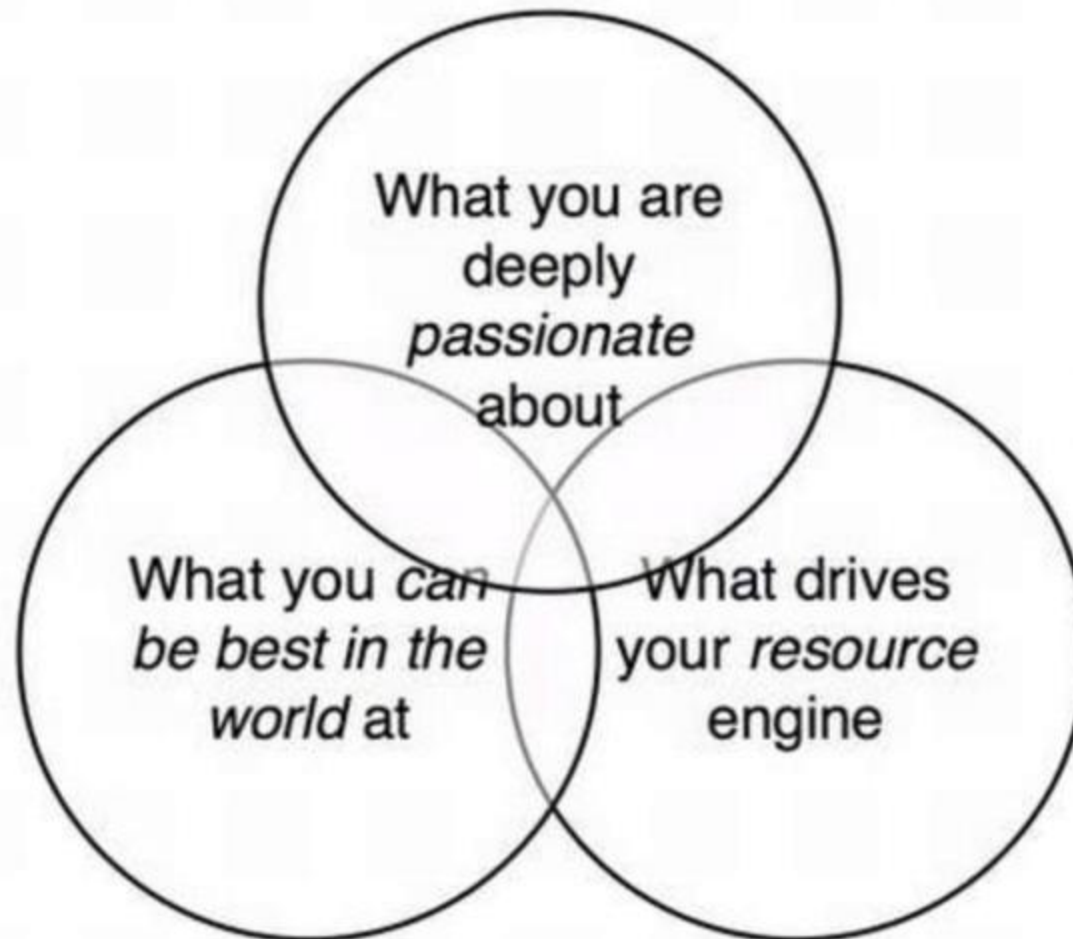 What you are
deeply
passionate
about
What you can
be best in the
world at
What drives
your resource
engine